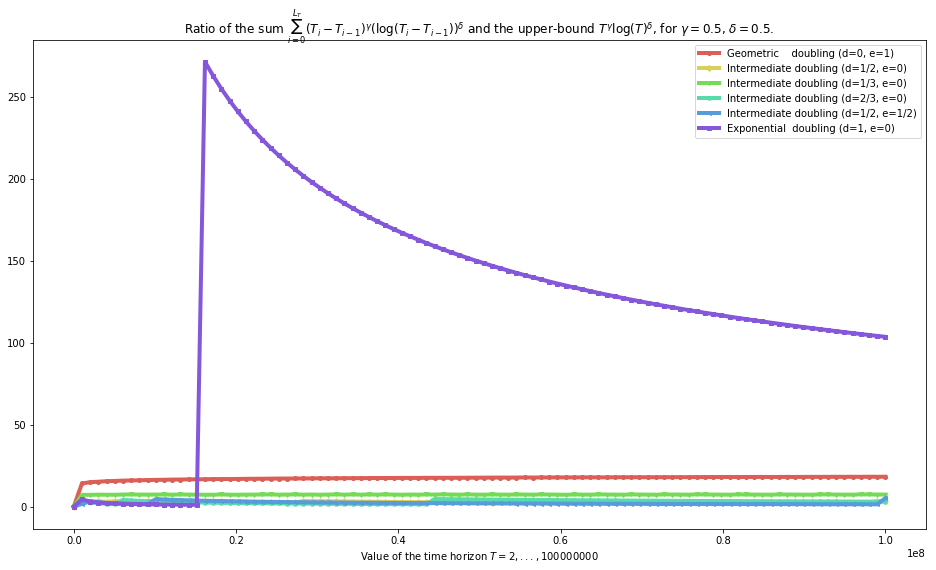 Ratio of the sum $\sum_{i=0}^{L_T} (T_i - T_{i-1})^\gamma (\log(T_i - T_{i-1}))^\delta$ and the upper-bound $T^\gamma \log(T)^\delta$, for $\gamma = 0.5$, $\delta = 0.5$.
Geometric    doubling (d=0, e=1)
Intermediate doubling (d=1/2, e=0)
Intermediate doubling (d=1/3, e=0)
Intermediate doubling (d=2/3, e=0)
Intermediate doubling (d=1/2, e=1/2)
Exponential  doubling (d=1, e=0)
250
200
150
100
50
0
0.0 0.2 0.4 0.6 0.8 1.0
1e8
Value of the time horizon $T = 2, ..., 100000000$